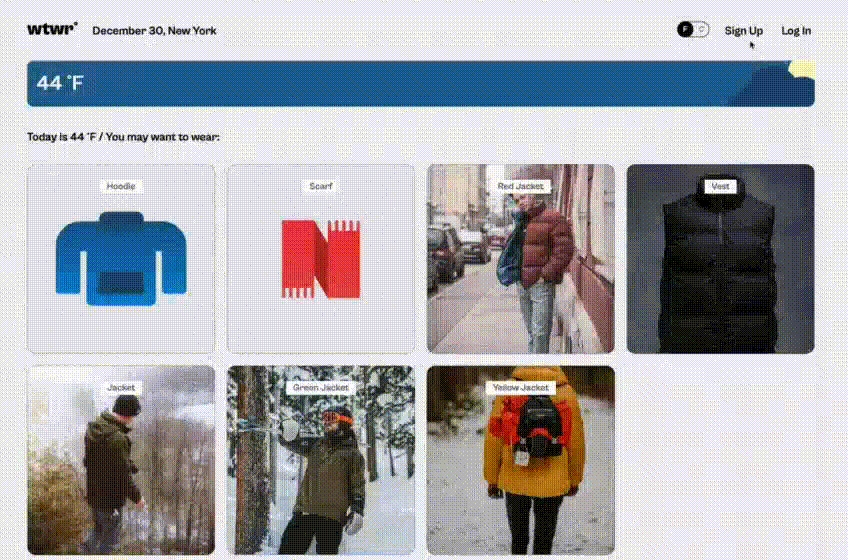 wtwr°
December 30, New York
F
C
Sign Up
Log In
44 °F
Today is 44 °F / You may want to wear:
Hoodie
Scarf
Red Jacket
Vest
Jacket
Green Jacket
Yellow Jacket